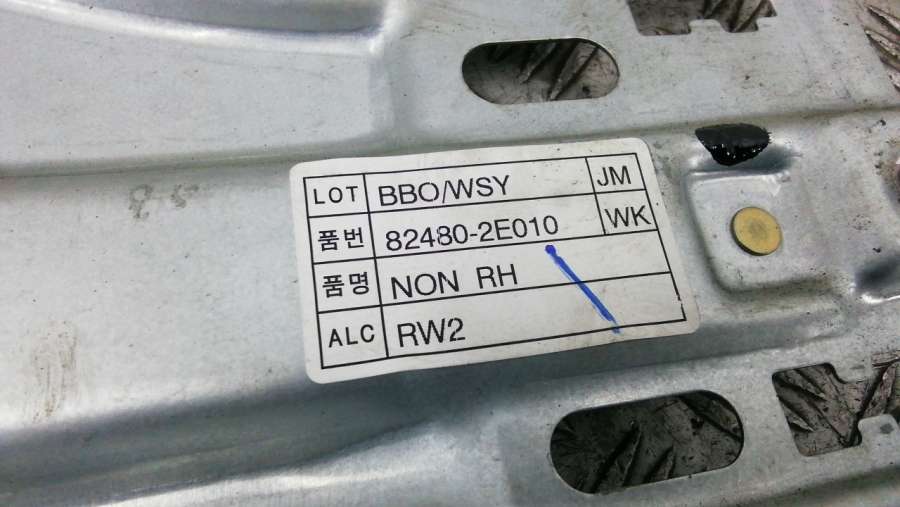 LOT BBO/WSY JM
품번 82480-2E010 WK
품명 NON RH
ALC RW2